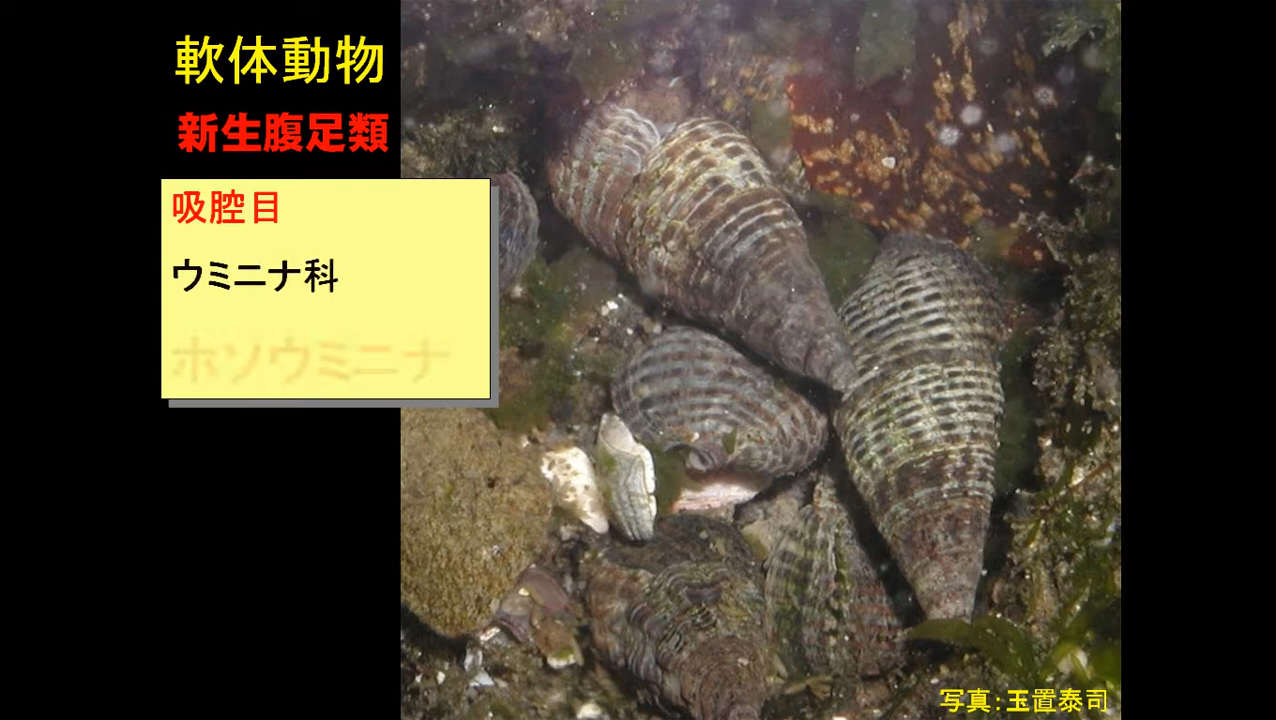 軟体動物
新生腹足類
吸腔目
ウミニナ科
ホソウミニナ
写真：玉置泰司